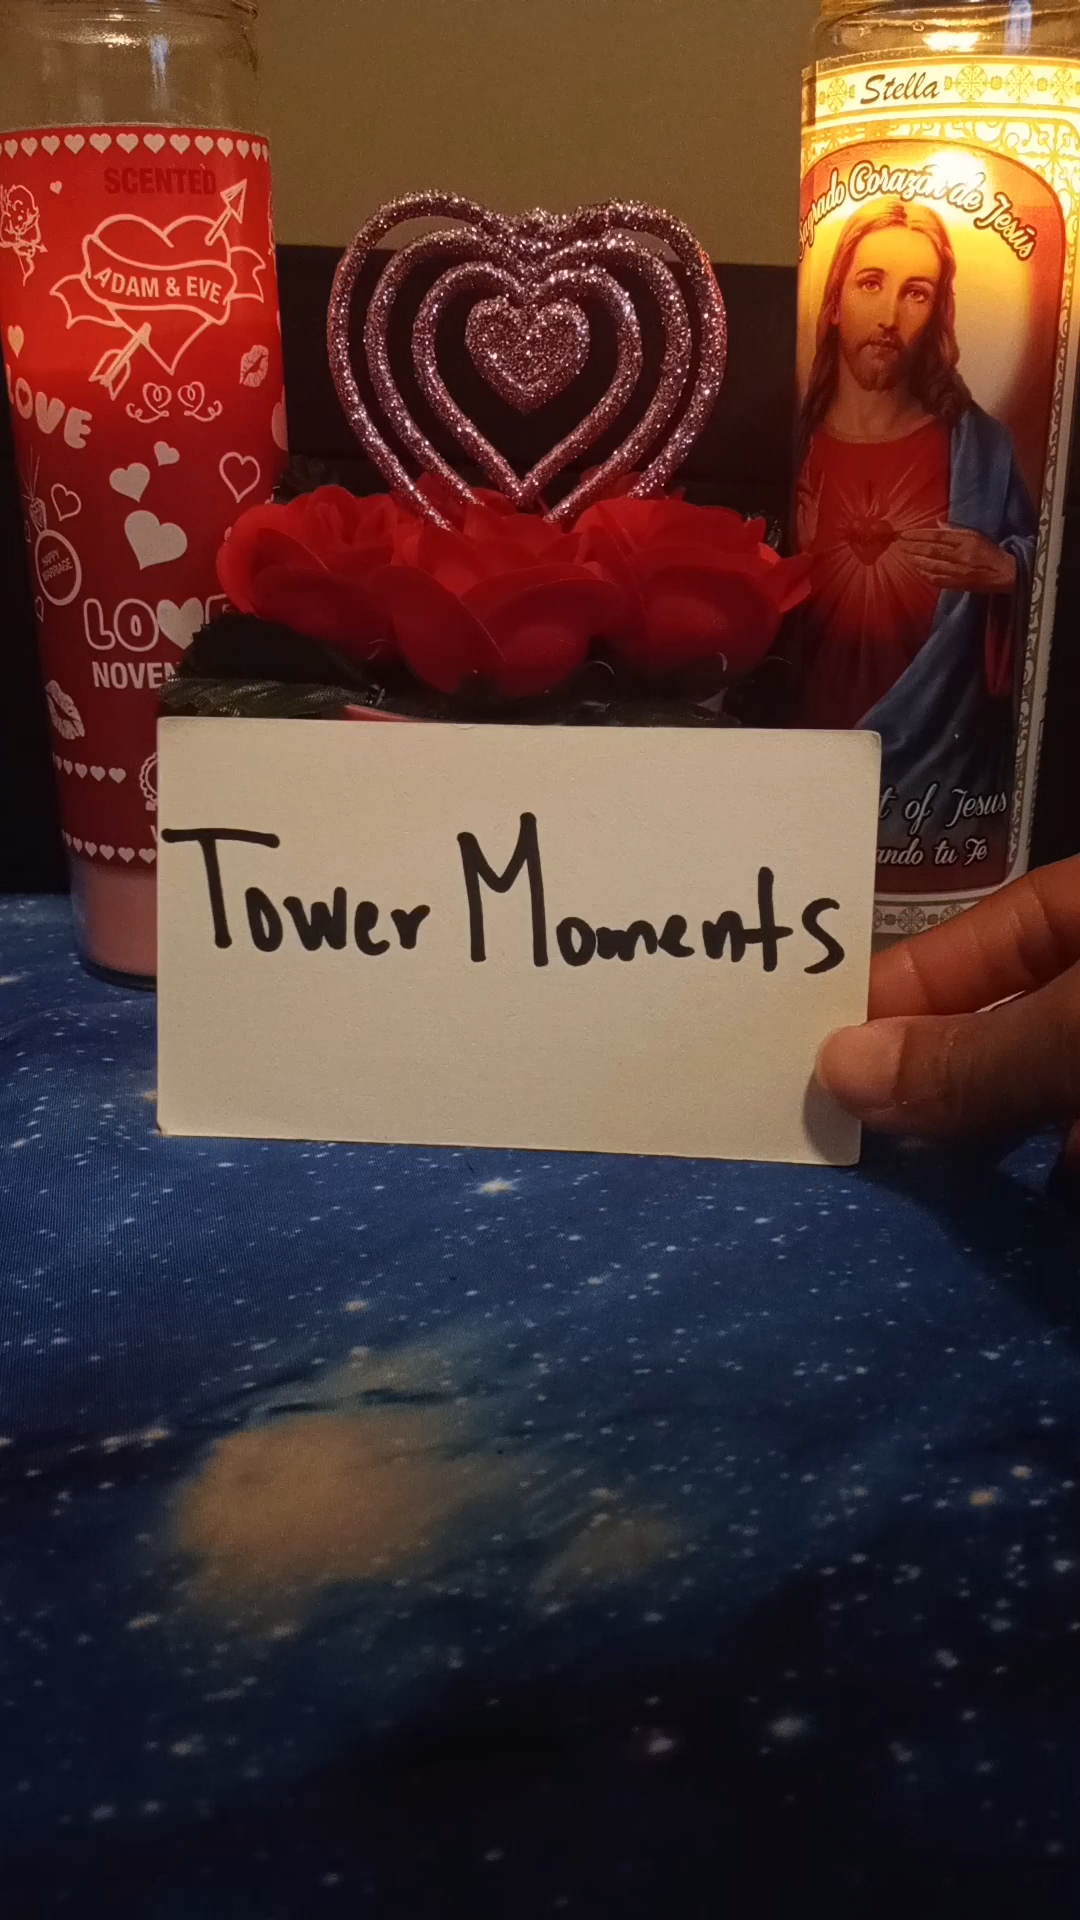 Stella
Sagrado Corazón de Jesús
SCENTED
ADAM & EVE
LOVE
HAPPY
MARRIAGE
LOVE
NOVEN
t of Jesus
ando tu Fe
Tower Moments